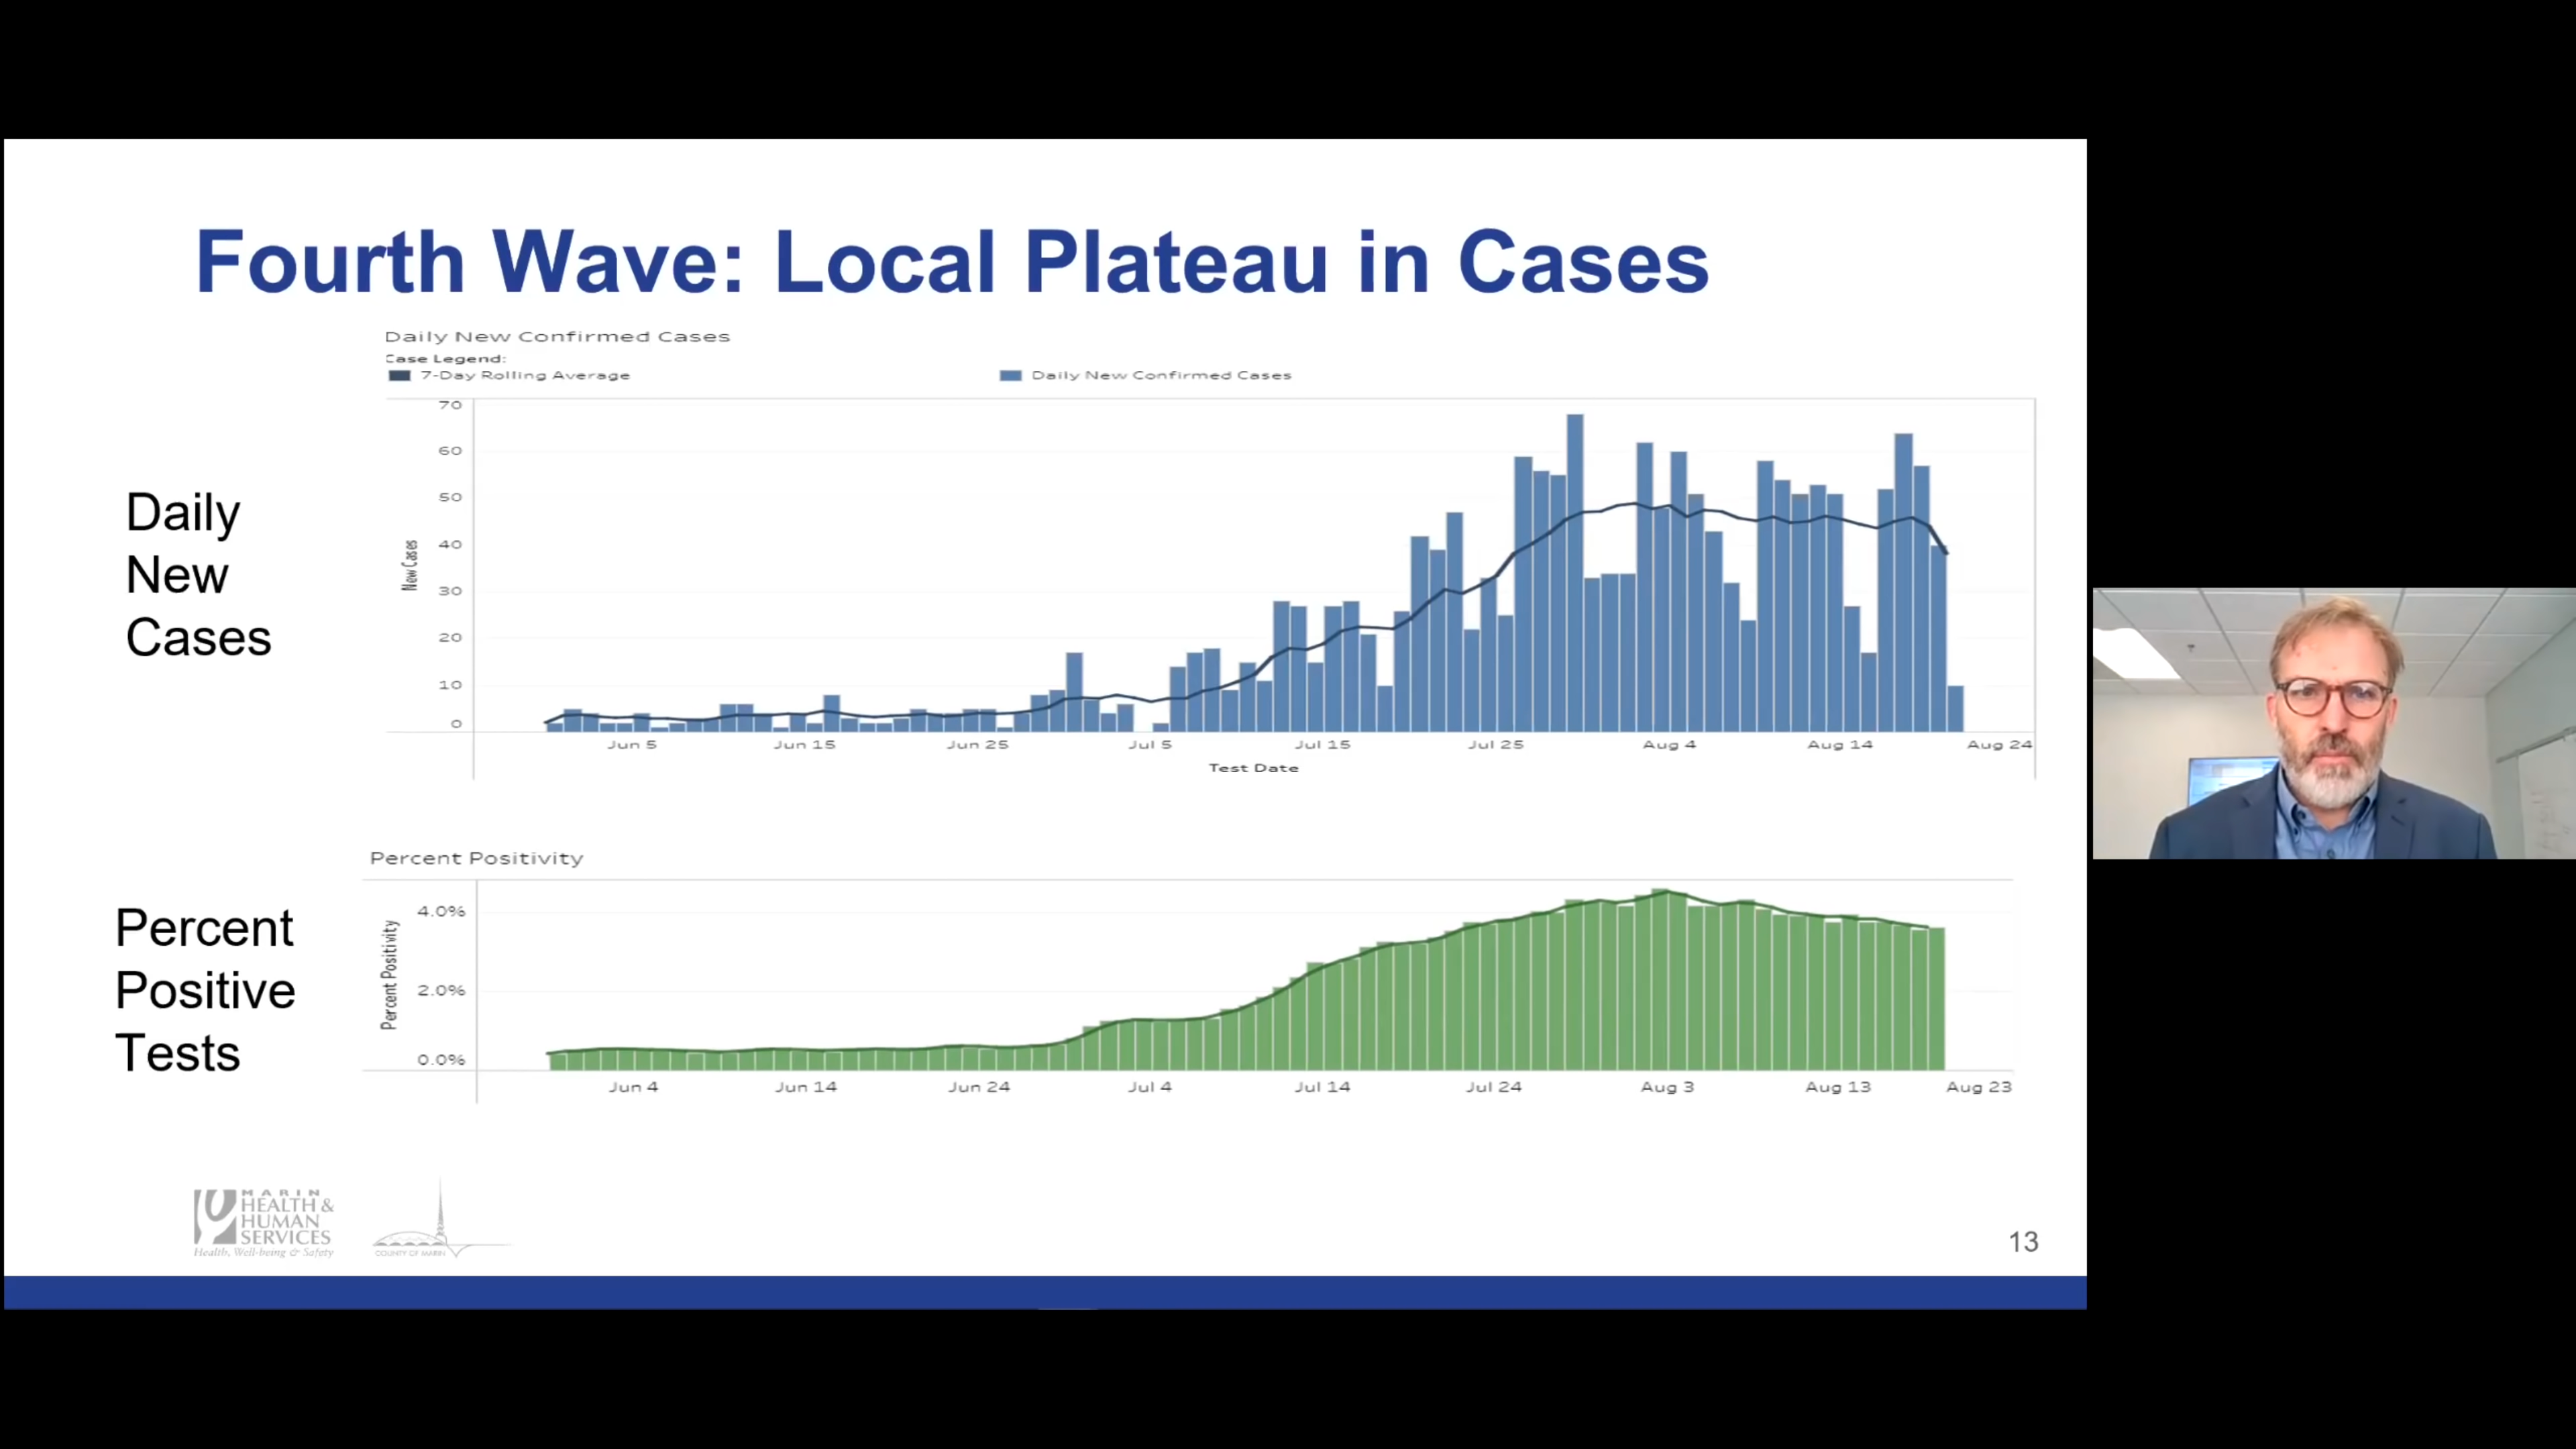 Fourth Wave: Local Plateau in Cases
Daily New Confirmed Cases
Case Legend:
7-Day Rolling Average
Daily New Confirmed Cases
Daily
New
Cases
New Cases
70
60
50
40
30
20
10
0
Jun 5
Jun 15
Jun 25
Jul 5
Jul 15
Jul 25
Aug 4
Aug 14
Aug 24
Test Date
Percent Positivity
Percent
Positive
Tests
Percent Positivity
4.0%
2.0%
0.0%
Jun 4
Jun 14
Jun 24
Jul 4
Jul 14
Jul 24
Aug 3
Aug 13
Aug 23
MARIN
HEALTH &
HUMAN
SERVICES
Health, Well-being & Safety
COUNTY OF MARIN
13